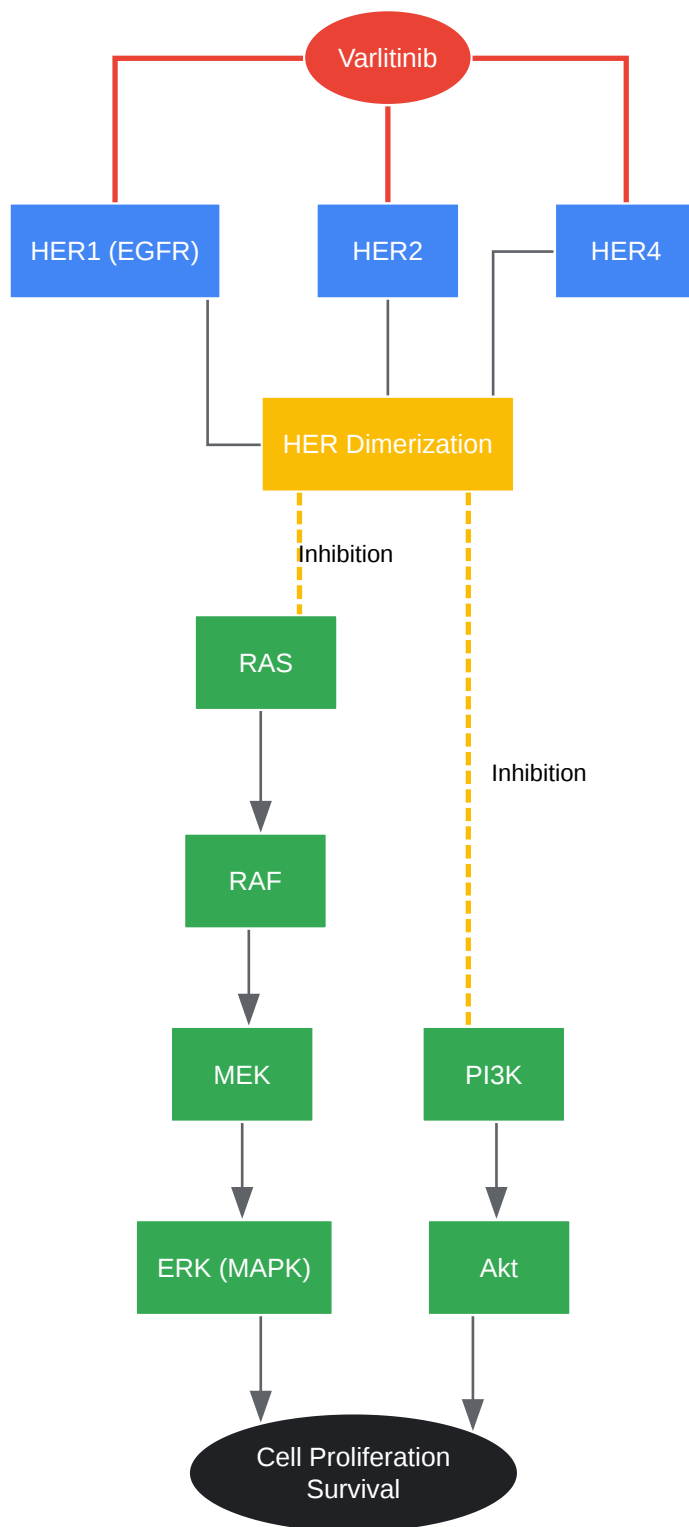 Varlitinib
HER1 (EGFR)
HER2
HER4
HER Dimerization
Inhibition
RAS
Inhibition
RAF
MEK
PI3K
ERK (MAPK)
Akt
Cell Proliferation
Survival